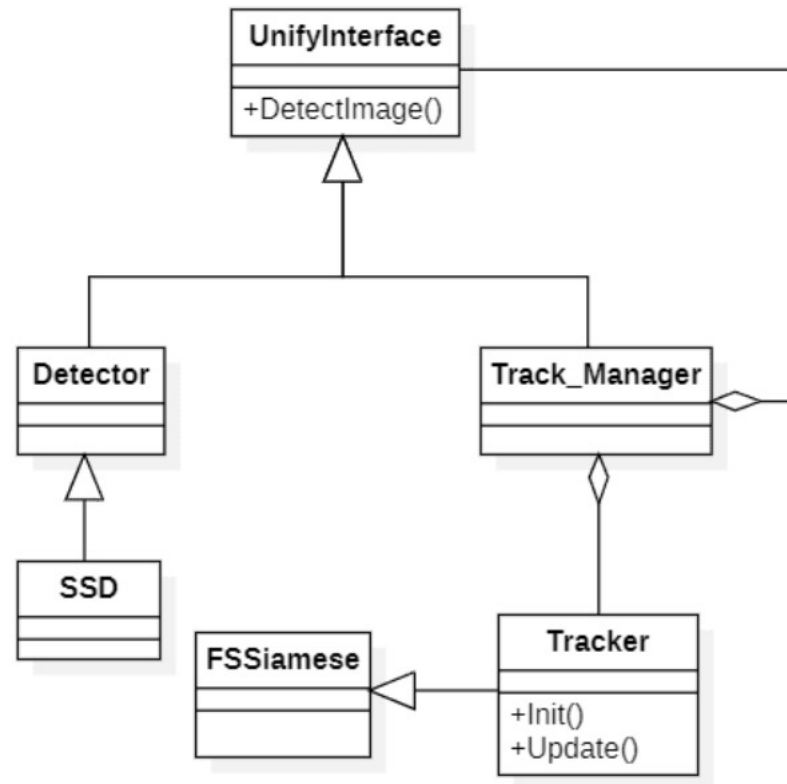 UnifyInterface
+DetectImage()
Detector
Track_Manager
SSD
FSSiamese
Tracker
+Init()
+Update()